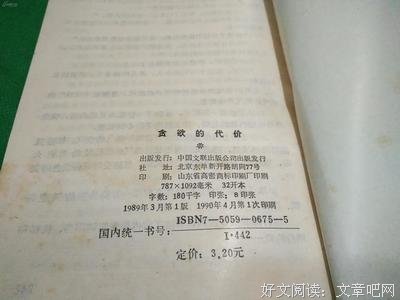 贪欲的代价
出版发行：中国文联出版公司出版发行
社　址：北京东单新开路胡同77号
印　刷：山东省高密商标印刷厂印刷
787×1092毫米　32开本
字数：180千字　印张：8印张
1989年3月第1版　1990年4月第1次印刷
ISBN7-5059-0675-5
国内统一书号：
I·442
定价：3.20元
好文阅读：文章吧网